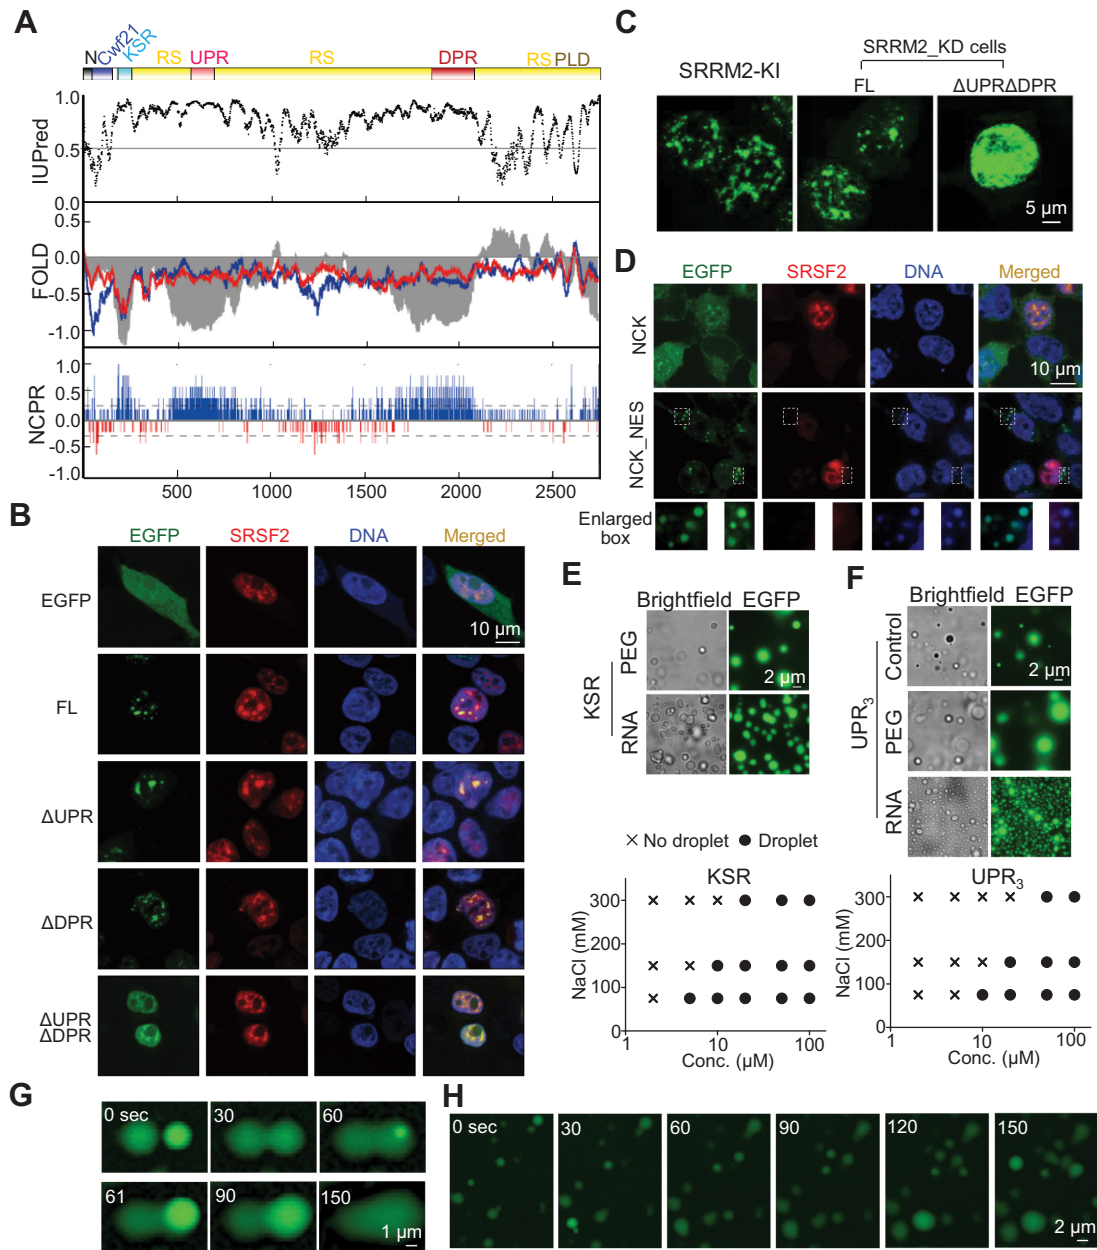 A
N Cwf21 KSR RS UPR RS DPR RS PLD
1.0
0.5
0.0
IUPred
0.5
0.0
-0.5
-1.0
FOLD
1.0
0.5
0.0
-0.5
-1.0
NCPR
500 1000 1500 2000 2500
B
EGFP SRSF2 DNA Merged
EGFP
10 µm
FL
ΔUPR
ΔDPR
ΔUPR
ΔDPR
C
SRRM2_KD cells
SRRM2-KI FL ΔUPRΔDPR
5 µm
D
EGFP SRSF2 DNA Merged
NCK
10 µm
NCK_NES
Enlarged
box
E
Brightfield EGFP
KSR
PEG
2 µm
RNA
F
Brightfield EGFP
UPR3
Control
2 µm
PEG
RNA
× No droplet ● Droplet
KSR
NaCl (mM)
300
200
100
0
1 10 100
Conc. (µM)
UPR3
NaCl (mM)
300
200
100
0
1 10 100
Conc. (µM)
G
0 sec 30 60
61 90 150
1 µm
H
0 sec 30 60 90 120 150
2 µm